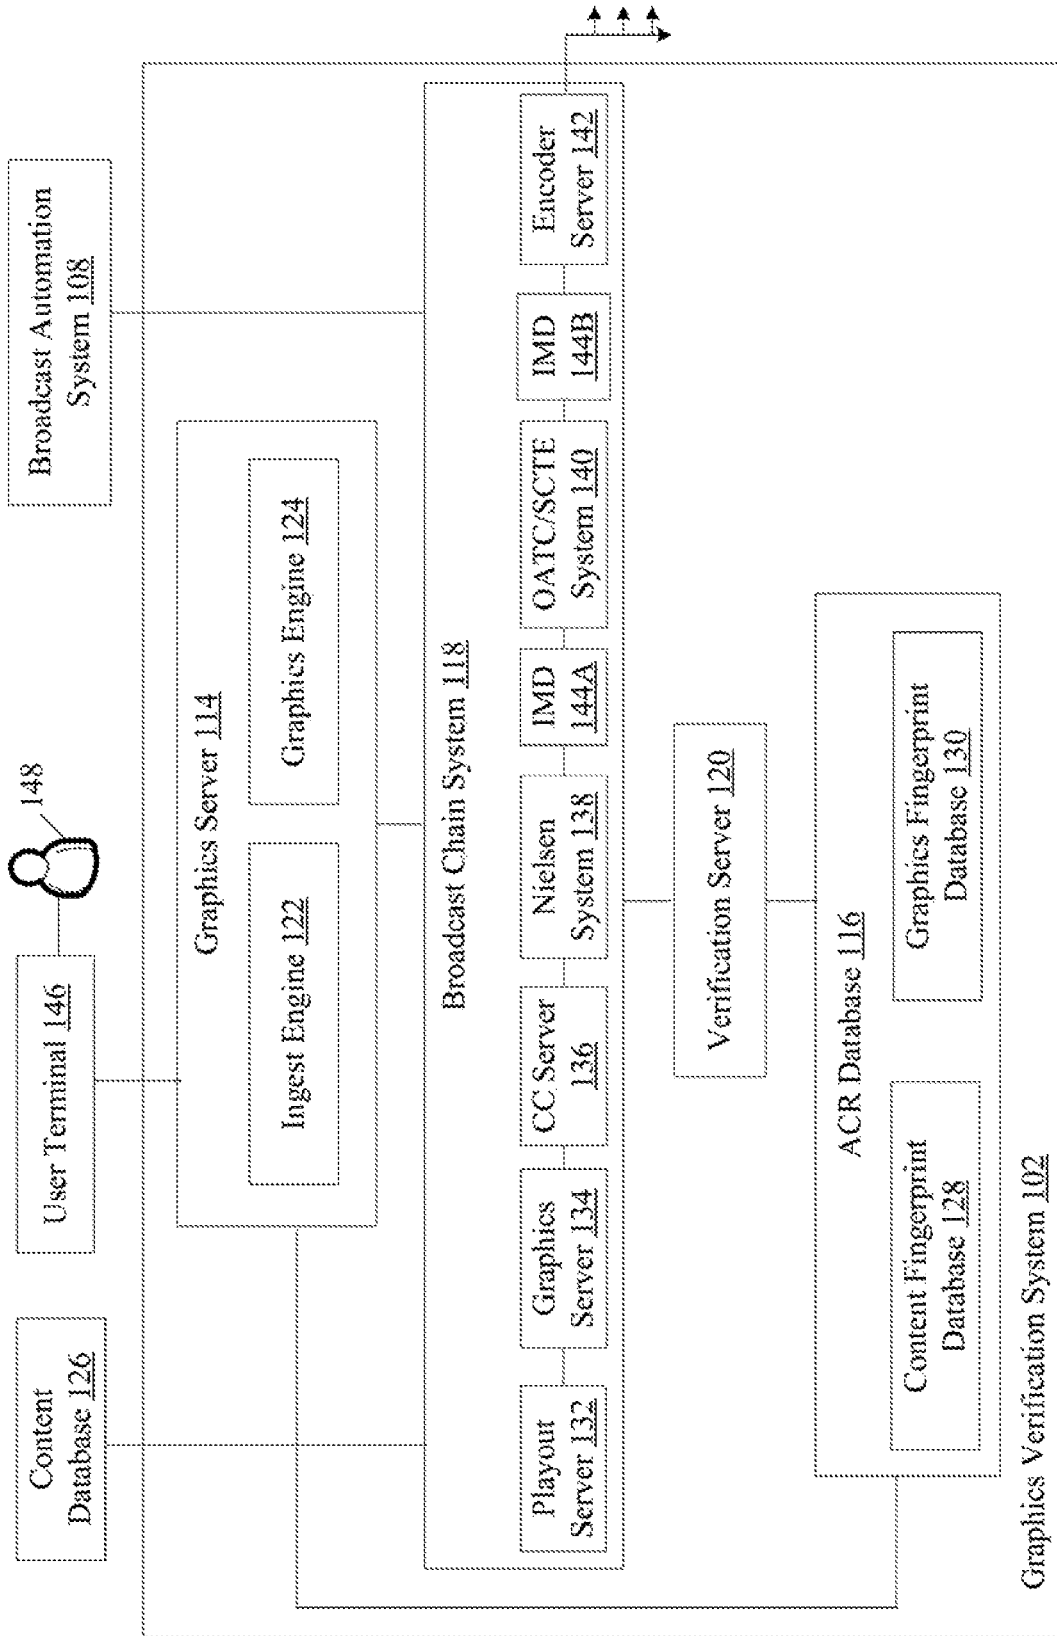 Content
Database 126
User Terminal 146
148
Broadcast Automation
System 108
Graphics Server 114
Ingest Engine 122
Graphics Engine 124
Broadcast Chain System 118
Playout
Server 132
Graphics
Server 134
CC Server
136
Nielsen
System 138
IMD
144A
OATC/SCTE
System 140
IMD
144B
Encoder
Server 142
Verification Server 120
ACR Database 116
Content Fingerprint
Database 128
Graphics Fingerprint
Database 130
Graphics Verification System 102